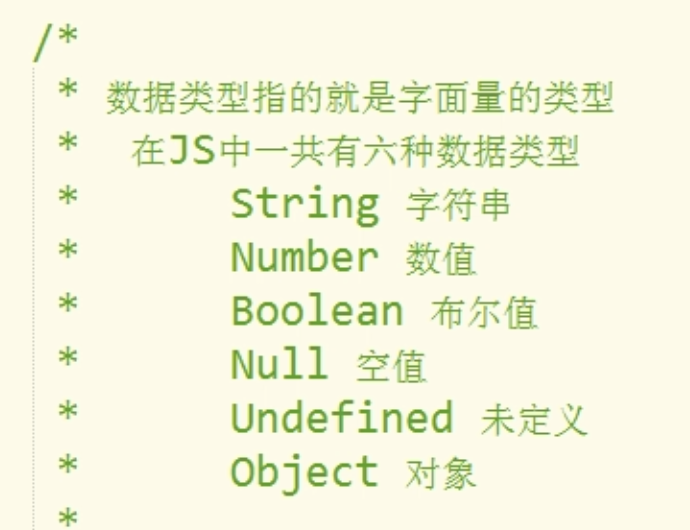 /*
* 数据类型指的就是字面量的类型
* 在JS中一共有六种数据类型
* String 字符串
* Number 数值
* Boolean 布尔值
* Null 空值
* Undefined 未定义
* Object 对象
*